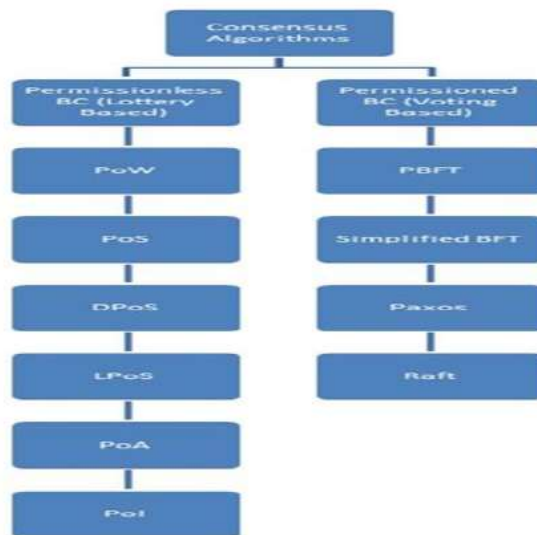 Consensus
Algorithms
Permissionless
BC (Lottery
Based)
PoW
PoS
DPoS
LPoS
PoA
PoI
Permissioned
BC (Voting
Based)
PBFT
Simplified BFT
Paxos
Raft